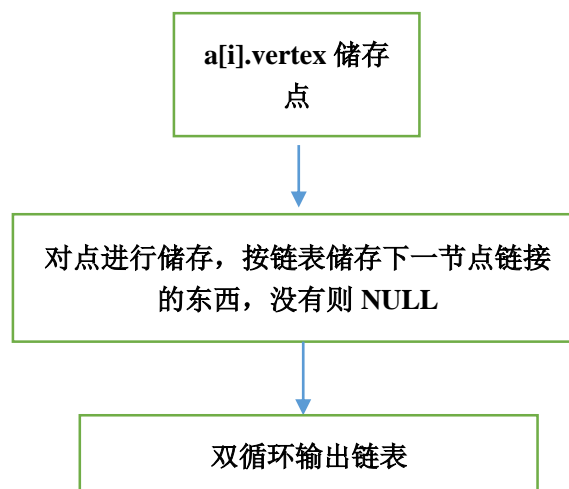 a[i].vertex 储存
点
对点进行储存，按链表储存下一节点链接
的东西，没有则 NULL
双循环输出链表